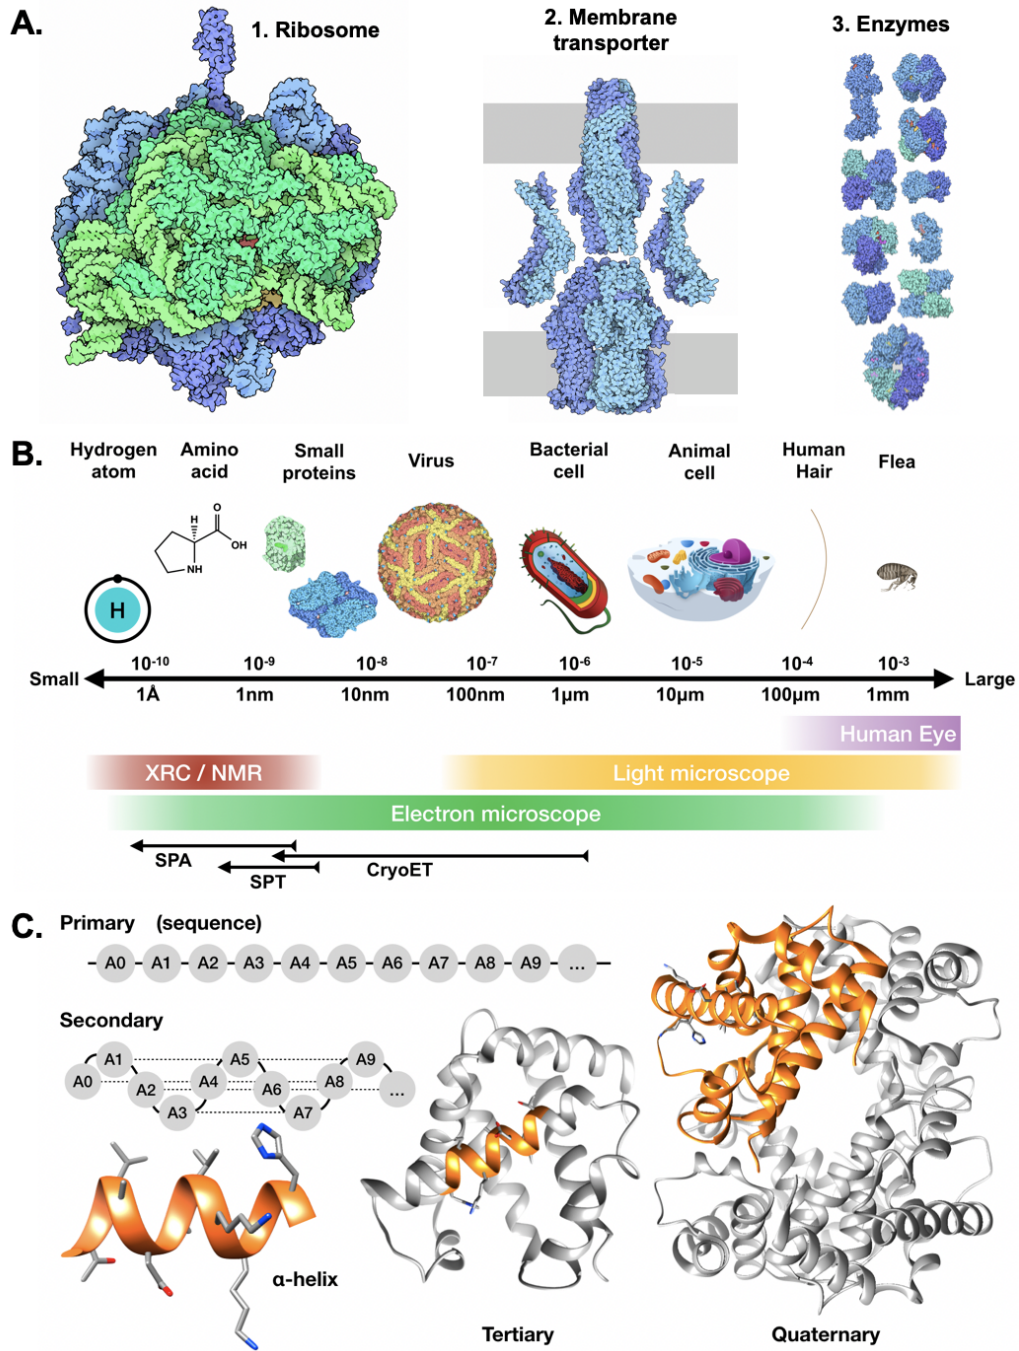 A.
1. Ribosome
2. Membrane
transporter
3. Enzymes
B.
Hydrogen
atom
Amino
acid
Small
proteins
Virus
Bacterial
cell
Animal
cell
Human
Hair
Flea
H
O
OH
NH
H
Small
10-10
10-9
10-8
10-7
10-6
10-5
10-4
10-3
Large
1Å
1nm
10nm
100nm
1μm
10μm
100μm
1mm
Human Eye
XRC / NMR
Light microscope
Electron microscope
SPA
SPT
CryoET
C.
Primary (sequence)
A0 A1 A2 A3 A4 A5 A6 A7 A8 A9 ...
Secondary
A0 A1 A2 A3 A4 A5 A6 A7 A8 A9 ...
α-helix
Tertiary
Quaternary